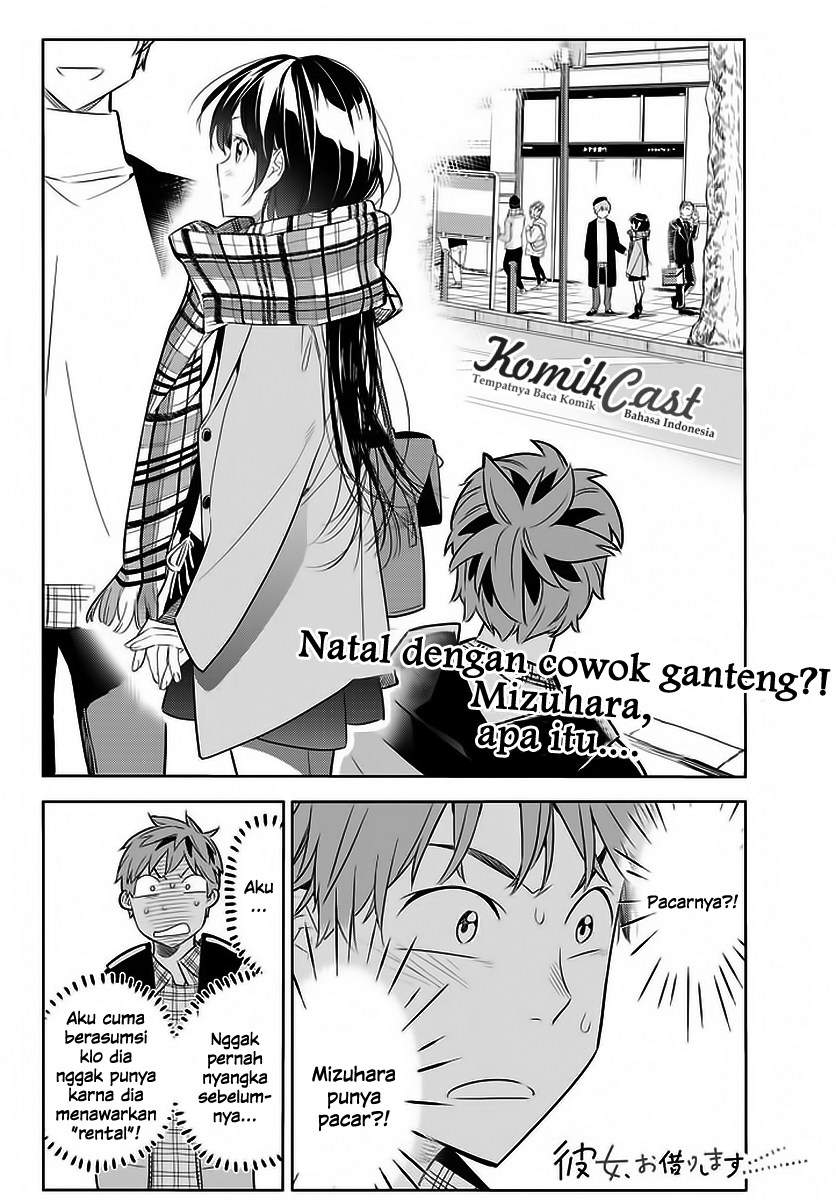 KomikCast
Tempatnya Baca Komik
Bahasa Indonesia
Natal dengan cowok ganteng?!
Mizuhara,
apa itu....
Pacarnya?!
Mizuhara
punya
pacar?!
Aku
...
Nggak
pernah
nyangka
sebelum-
nya...
Aku cuma
berasumsi
klo dia
nggak punya
karna dia
menawarkan
"rental"!
彼女、お借りします